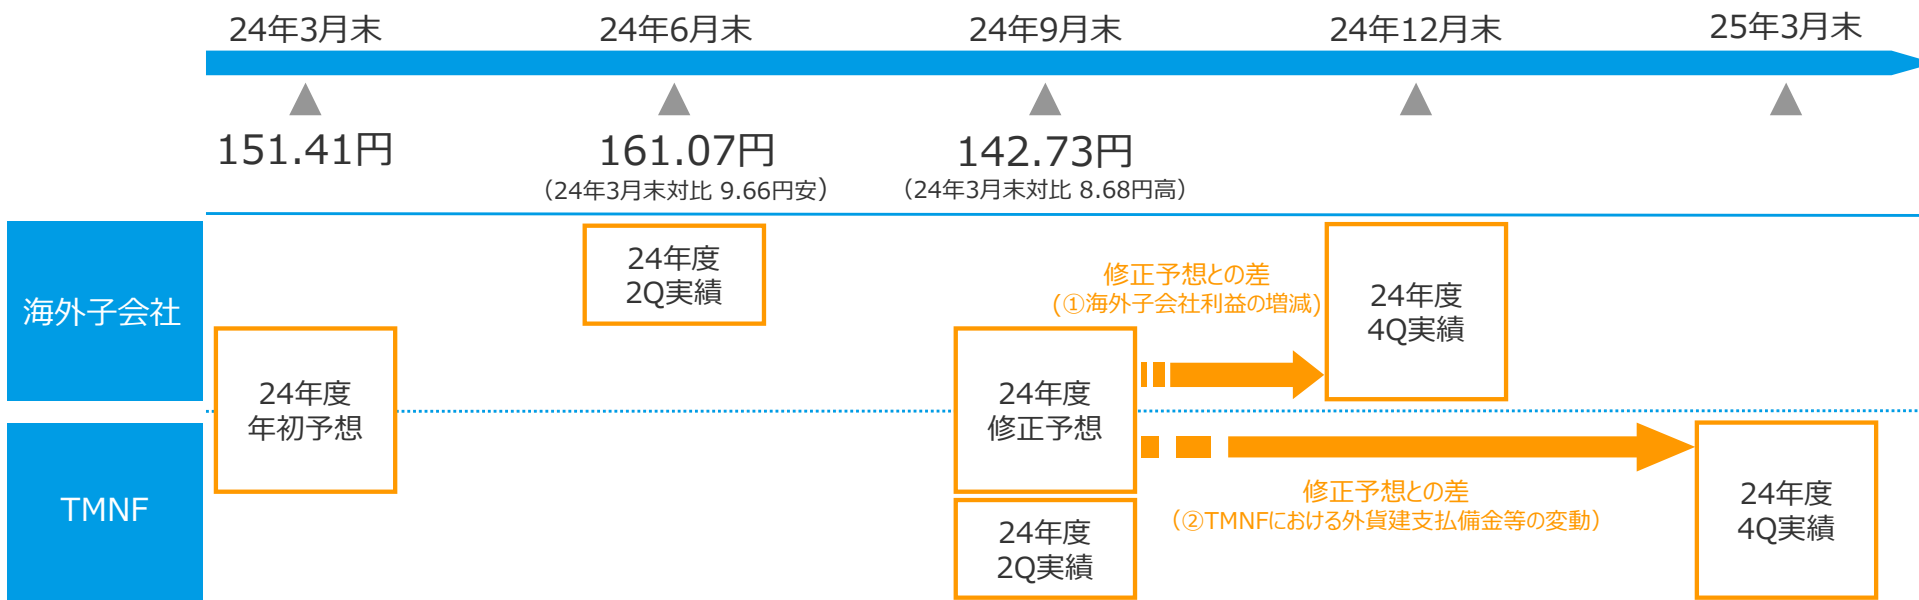 24年3月末
24年6月末
24年9月末
24年12月末
25年3月末
151.41円
161.07円
(24年3月末対比 9.66円安)
142.73円
(24年3月末対比 8.68円高)
海外子会社
24年度
2Q実績
修正予想との差
(①海外子会社利益の増減)
24年度
4Q実績
24年度
年初予想
24年度
修正予想
TMNF
24年度
2Q実績
修正予想との差
(②TMNFにおける外貨建支払備金等の変動)
24年度
4Q実績